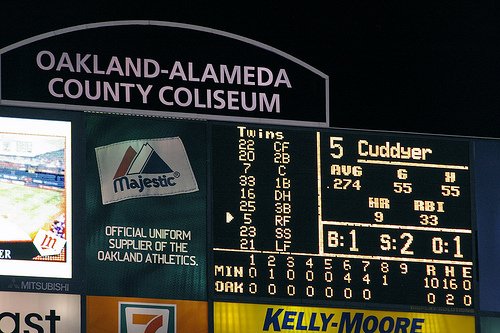 OAKLAND-ALAMEDA
COUNTY COLISEUM
Majestic®
OFFICIAL UNIFORM
SUPPLIER OF THE
OAKLAND ATHLETICS.
Twins
22 CF
20 2B
7 C
33 1B
16 DH
25 3B
5 RF
23 SS
21 LF
5 Cuddyer
AVG G H
.274 55 55
HR RBI
9 33
B:1 S:2 O:1
1 2 3 4 5 6 7 8 9 R H E
MIN 0 1 0 0 0 4 4 1 10 16 0
OAK 0 0 0 0 0 0 0 0 2 0
m
ER
MITSUBISHI
ast
7
KELLY-MOORE